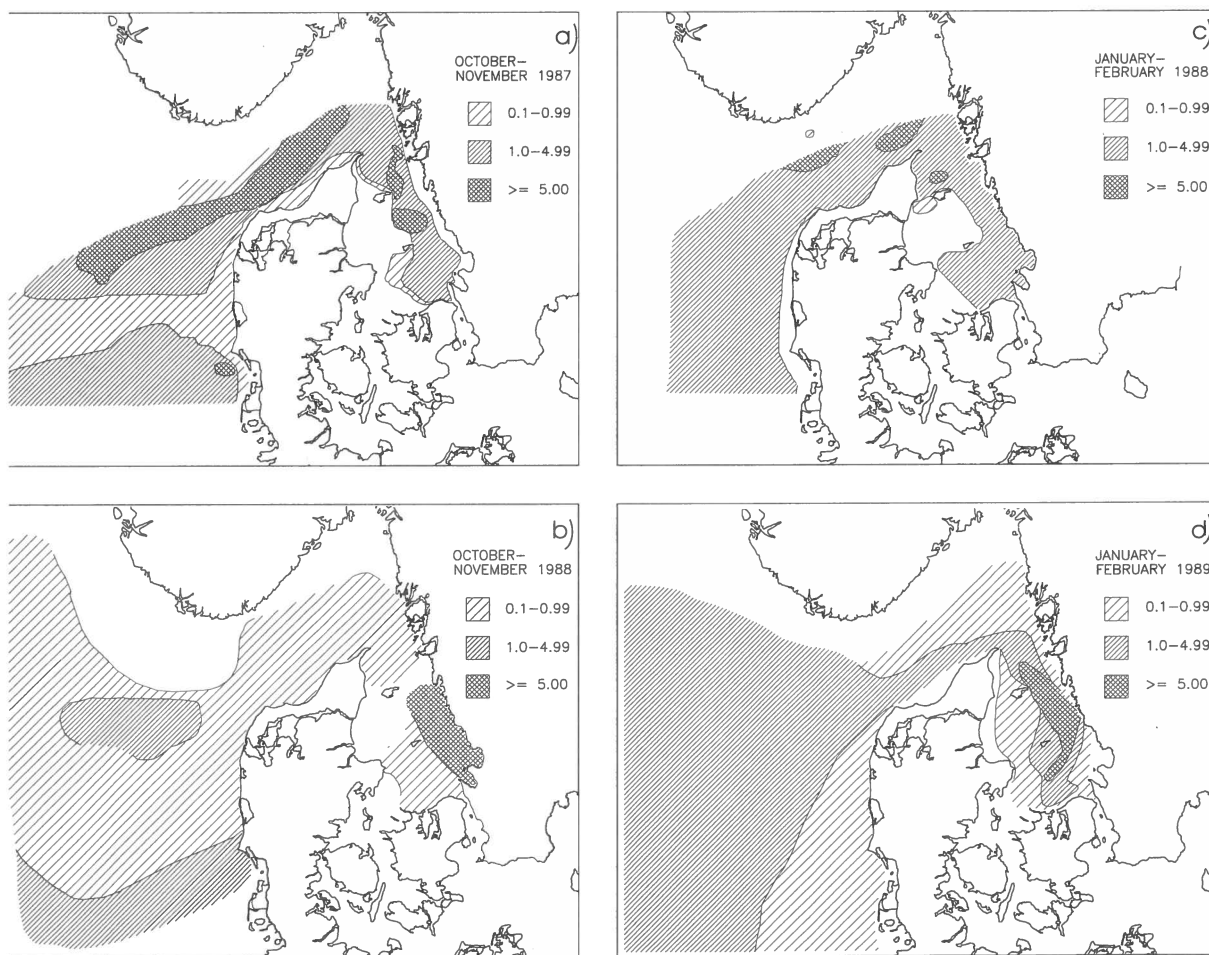 a)
OCTOBER–
NOVEMBER 1987
0.1–0.99
1.0–4.99
>= 5.00
c)
JANUARY–
FEBRUARY 1988
0.1–0.99
1.0–4.99
>= 5.00
b)
OCTOBER–
NOVEMBER 1988
0.1–0.99
1.0–4.99
>= 5.00
d)
JANUARY–
FEBRUARY 1989
0.1–0.99
1.0–4.99
>= 5.00